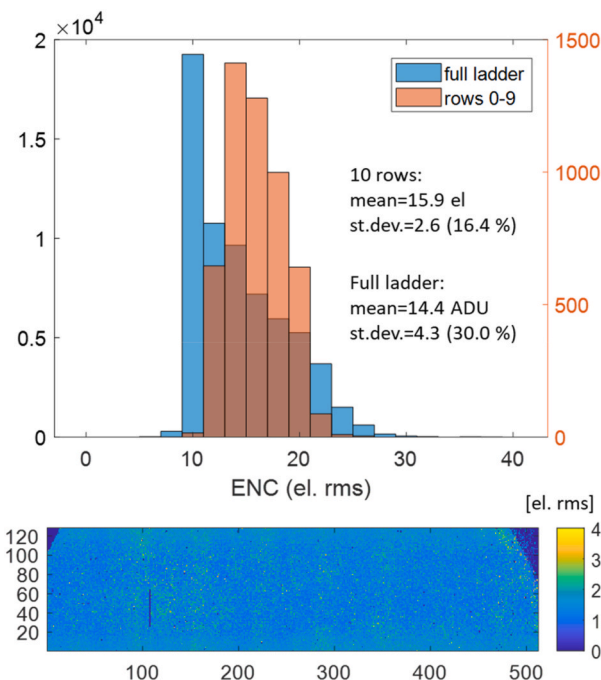 ×10⁴
2
1.5
1
0.5
0
1500
1000
500
0
full ladder
rows 0-9
10 rows:
mean=15.9 el
st.dev.=2.6 (16.4 %)
Full ladder:
mean=14.4 ADU
st.dev.=4.3 (30.0 %)
0 10 20 30 40
ENC (el. rms)
[el. rms]
120
100
80
60
40
20
100 200 300 400 500
4
3
2
1
0